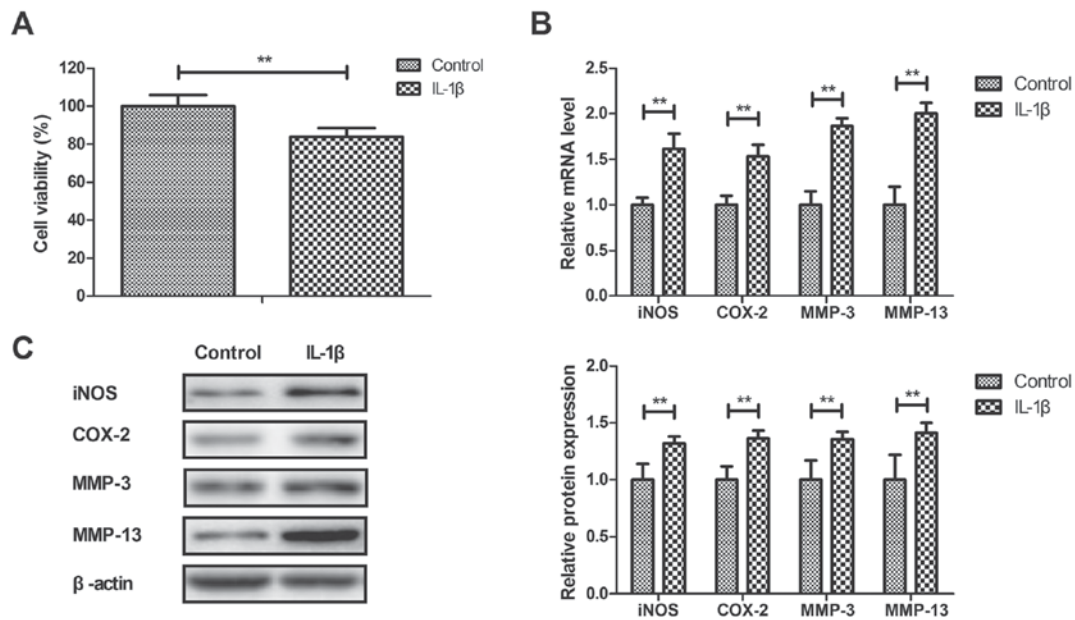 A
Cell viability (%)
120
100
80
60
40
20
0
**
Control
IL-1β
B
Relative mRNA level
2.5
2.0
1.5
1.0
0.5
0.0
** ** ** **
iNOS COX-2 MMP-3 MMP-13
Control
IL-1β
C
Control IL-1β
iNOS
COX-2
MMP-3
MMP-13
β -actin
Relative protein expression
2.0
1.5
1.0
0.5
0.0
** ** ** **
iNOS COX-2 MMP-3 MMP-13
Control
IL-1β